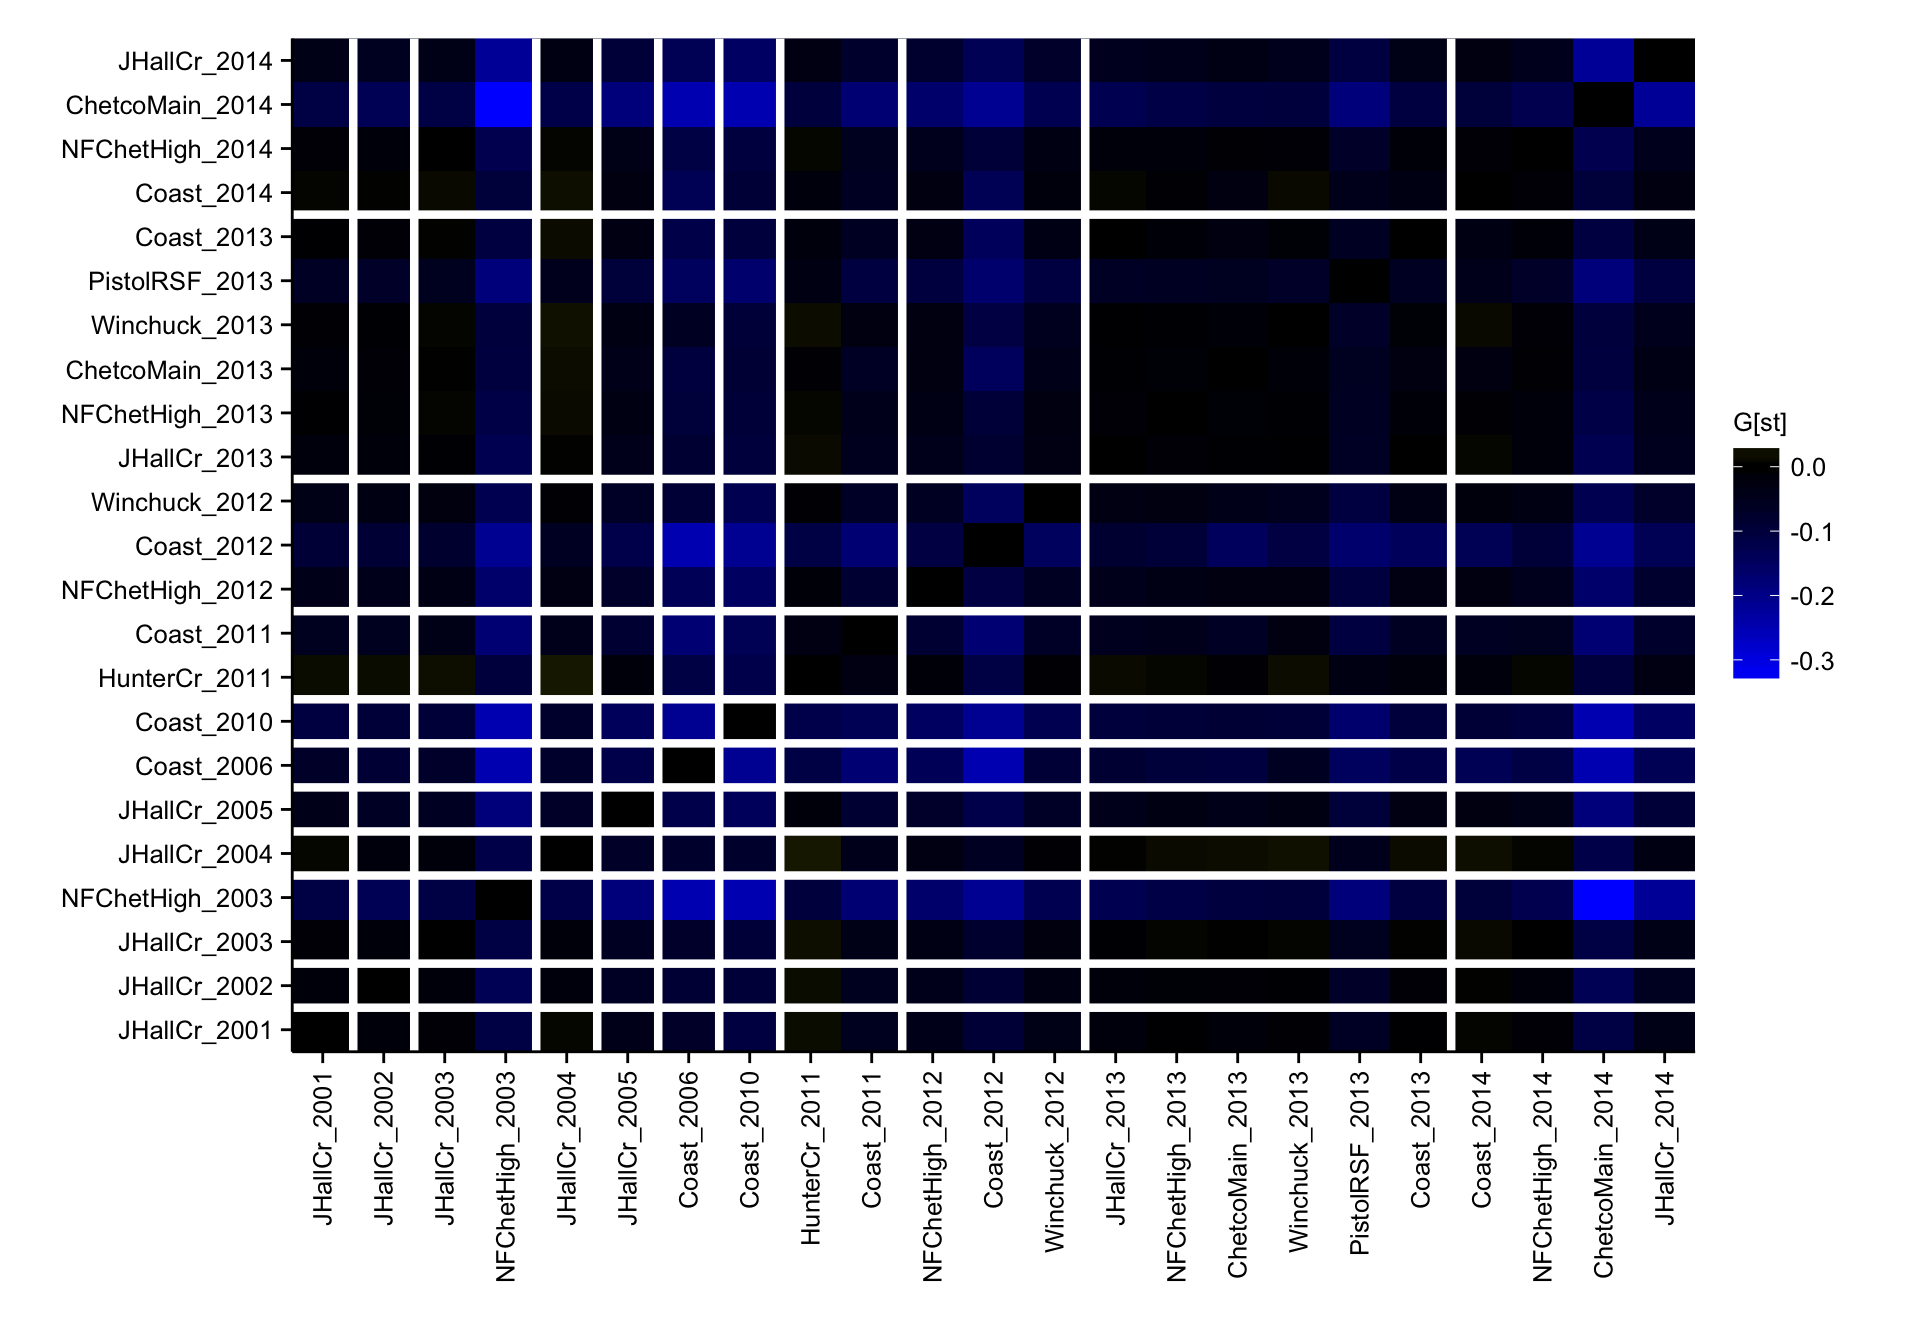 JHallCr_2014
ChetcoMain_2014
NFChetHigh_2014
Coast_2014
Coast_2013
PistolRSF_2013
Winchuck_2013
ChetcoMain_2013
NFChetHigh_2013
JHallCr_2013
Winchuck_2012
Coast_2012
NFChetHigh_2012
Coast_2011
HunterCr_2011
Coast_2010
Coast_2006
JHallCr_2005
JHallCr_2004
NFChetHigh_2003
JHallCr_2003
JHallCr_2002
JHallCr_2001
JHallCr_2001
JHallCr_2002
JHallCr_2003
NFChetHigh_2003
JHallCr_2004
JHallCr_2005
Coast_2006
Coast_2010
HunterCr_2011
Coast_2011
NFChetHigh_2012
Coast_2012
Winchuck_2012
JHallCr_2013
NFChetHigh_2013
ChetcoMain_2013
Winchuck_2013
PistolRSF_2013
Coast_2013
Coast_2014
NFChetHigh_2014
ChetcoMain_2014
JHallCr_2014
G[st]
0.0
-0.1
-0.2
-0.3